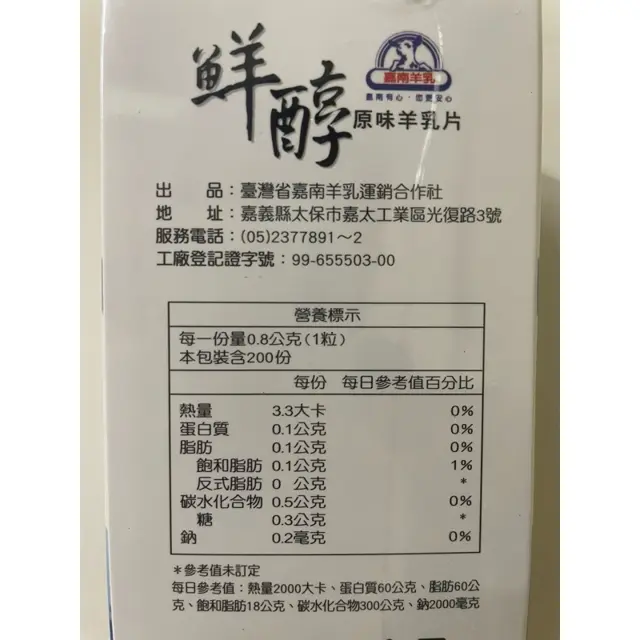 鮮醇
嘉南羊乳
嘉南有心．您更安心
原味羊乳片
出　品：臺灣省嘉南羊乳運銷合作社
地　址：嘉義縣太保市嘉太工業區光復路3號
服務電話：(05)2377891～2
工廠登記證字號：99-655503-00
營養標示
每一份量0.8公克(1粒)
本包裝含200份
每份 每日參考值百分比
熱量 3.3大卡 0%
蛋白質 0.1公克 0%
脂肪 0.1公克 0%
飽和脂肪 0.1公克 1%
反式脂肪 0 公克 *
碳水化合物 0.5公克 0%
糖 0.3公克 *
鈉 0.2毫克 0%
*參考值未訂定
每日參考值：熱量2000大卡、蛋白質60公克、脂肪60公
克、飽和脂肪18公克、碳水化合物300公克、鈉2000毫克